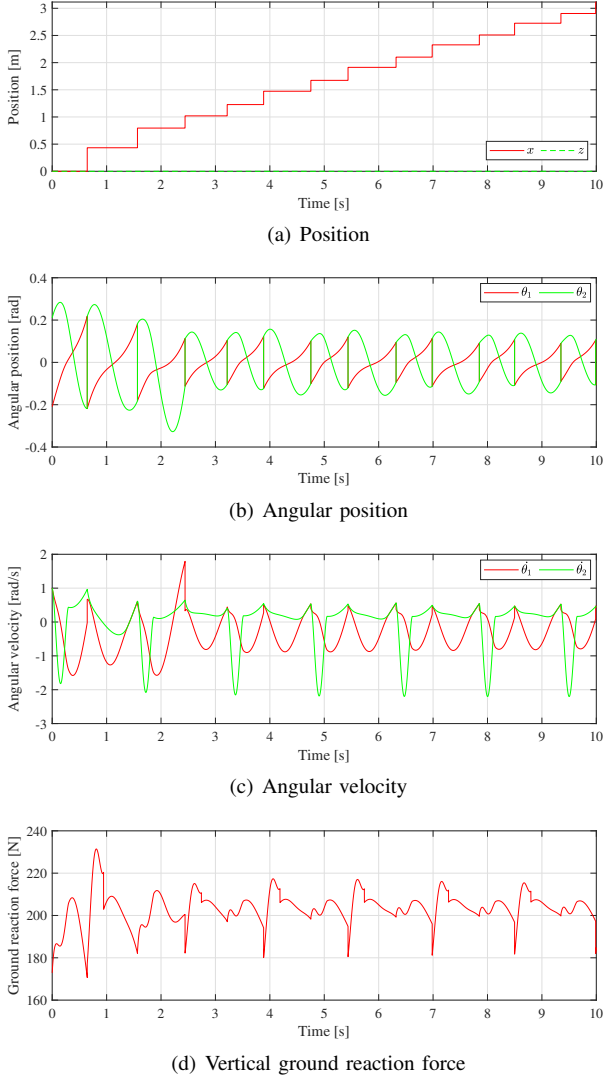 3
2.5
2
1.5
1
0.5
0
Position [m]
x z
0 1 2 3 4 5 6 7 8 9 10
Time [s]
(a) Position
0.4
0.2
0
-0.2
-0.4
Angular position [rad]
θ₁ θ₂
0 1 2 3 4 5 6 7 8 9 10
Time [s]
(b) Angular position
2
1
0
-1
-2
-3
Angular velocity [rad/s]
θ̇₁ θ̇₂
0 1 2 3 4 5 6 7 8 9 10
Time [s]
(c) Angular velocity
240
220
200
180
160
Ground reaction force [N]
0 1 2 3 4 5 6 7 8 9 10
Time [s]
(d) Vertical ground reaction force